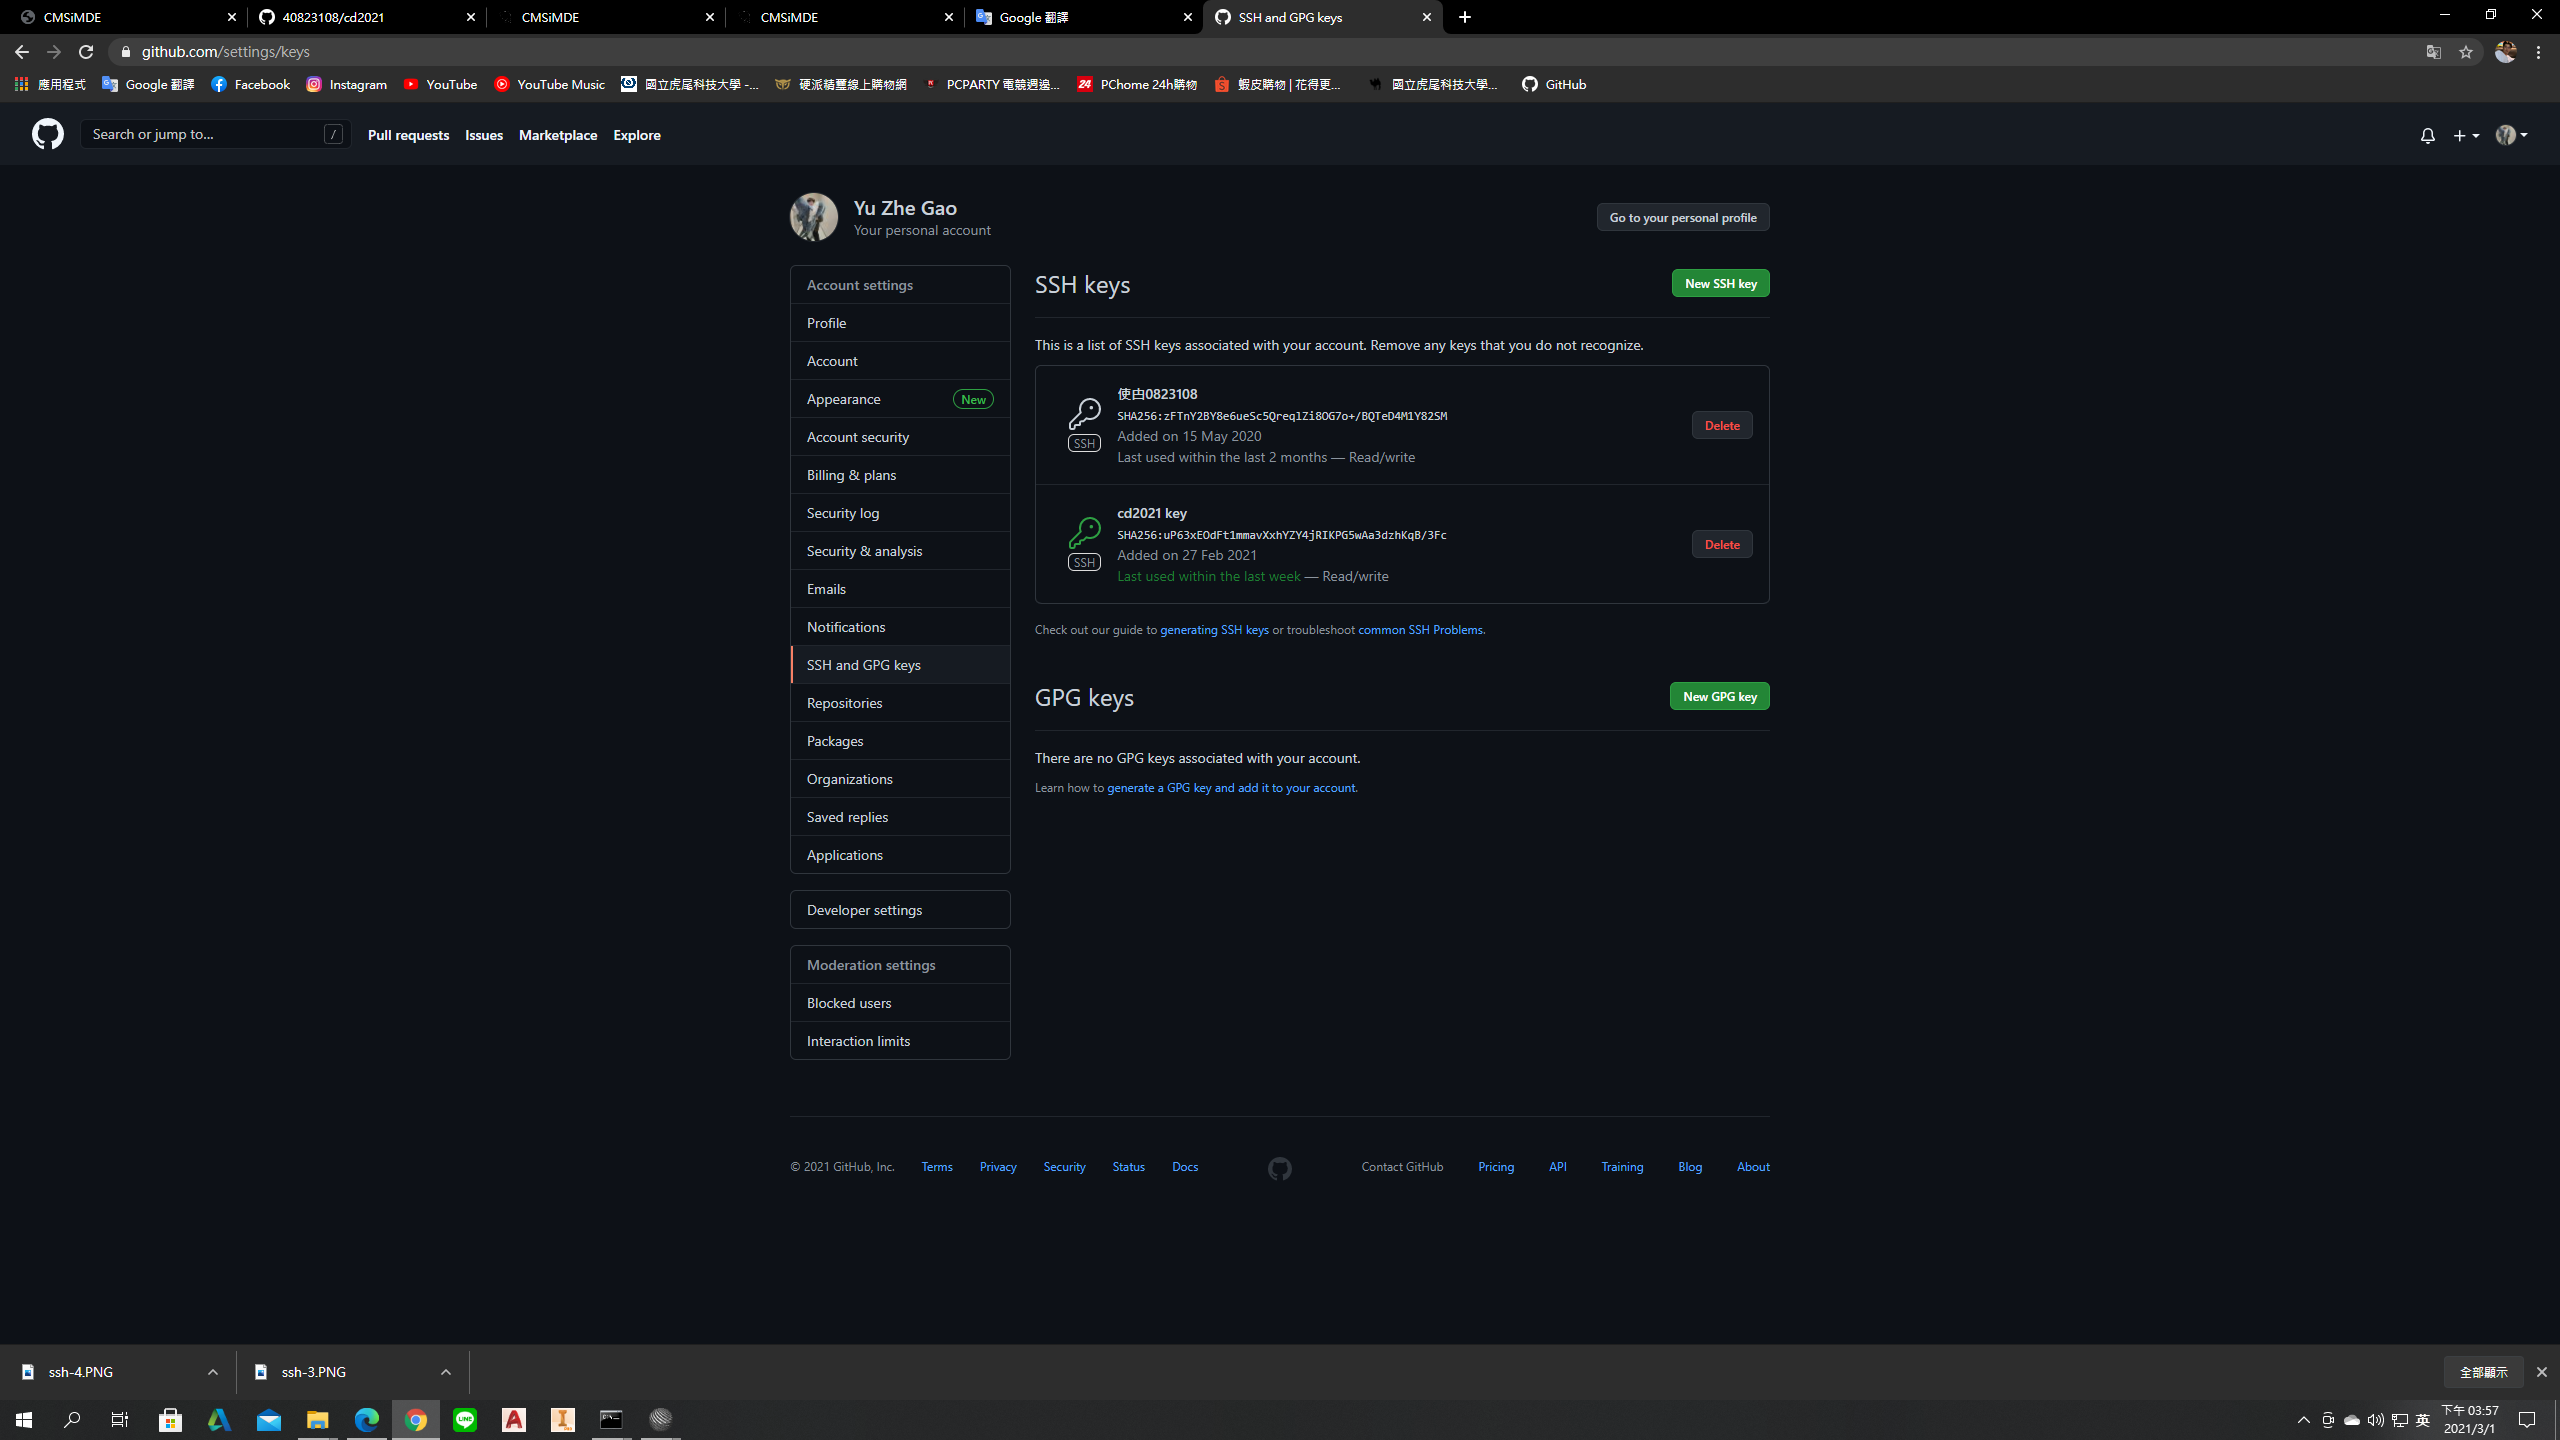 CMSiMDE
40823108/cd2021
CMSiMDE
CMSiMDE
Google 翻譯
SSH and GPG keys
github.com/settings/keys
應用程式
Google 翻譯
Facebook
Instagram
YouTube
YouTube Music
國立虎尾科技大學 -...
硬派精璽線上購物網
PCPARTY 電競週邊...
PChome 24h購物
蝦皮購物 | 花得更...
國立虎尾科技大學...
GitHub
Search or jump to...
/
Pull requests
Issues
Marketplace
Explore
Yu Zhe Gao
Your personal account
Go to your personal profile
Account settings
Profile
Account
Appearance
New
Account security
Billing & plans
Security log
Security & analysis
Emails
Notifications
SSH and GPG keys
Repositories
Packages
Organizations
Saved replies
Applications
Developer settings
Moderation settings
Blocked users
Interaction limits
SSH keys
New SSH key
This is a list of SSH keys associated with your account. Remove any keys that you do not recognize.
0823108
SHA256:zFTnY2BY8e6ueSc5QreqlZi8OG7o+/BQTeD4M1Y82SM
Added on 15 May 2020
Last used within the last 2 months — Read/write
SSH
Delete
cd2021 key
SHA256:uP63xEOdFt1mmavXxhYZY4jRIKPG5wAa3dzhKqB/3Fc
Added on 27 Feb 2021
Last used within the last week — Read/write
SSH
Delete
Check out our guide to generating SSH keys or troubleshoot common SSH Problems.
GPG keys
New GPG key
There are no GPG keys associated with your account.
Learn how to generate a GPG key and add it to your account.
© 2021 GitHub, Inc.
Terms
Privacy
Security
Status
Docs
Contact GitHub
Pricing
API
Training
Blog
About
ssh-4.PNG
ssh-3.PNG
全部顯示
英
下午 03:57
2021/3/1